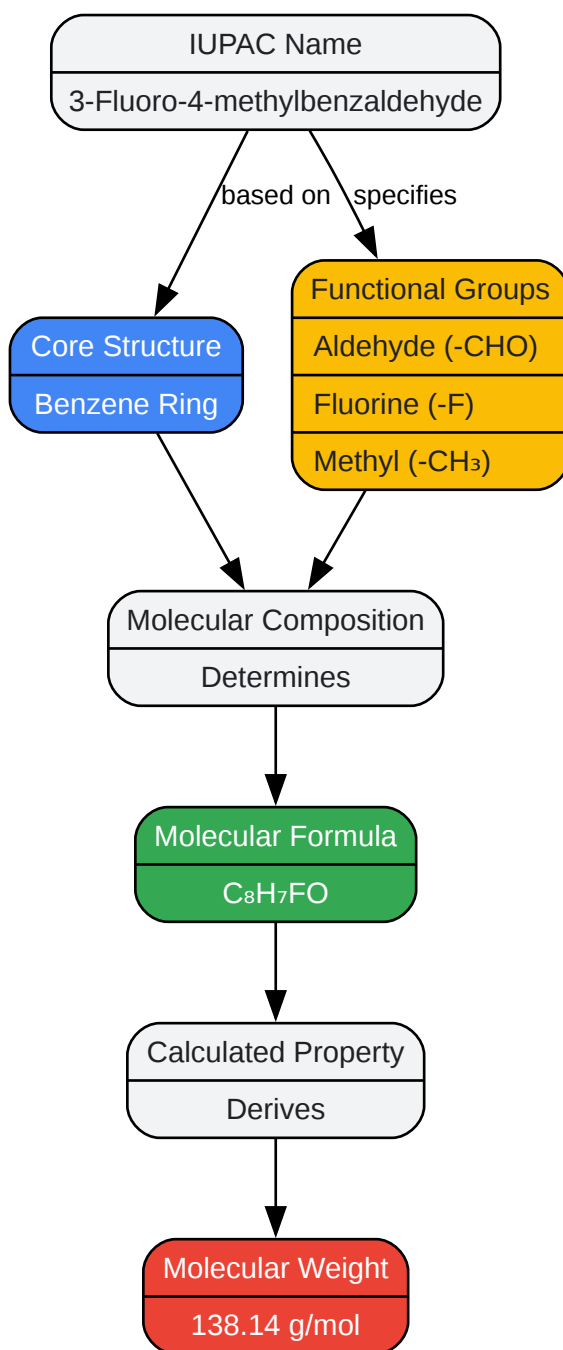 IUPAC Name
3-Fluoro-4-methylbenzaldehyde
based on
specifies
Core Structure
Benzene Ring
Functional Groups
Aldehyde (-CHO)
Fluorine (-F)
Methyl (-CH₃)
Molecular Composition
Determines
Molecular Formula
C₈H₇FO
Calculated Property
Derives
Molecular Weight
138.14 g/mol